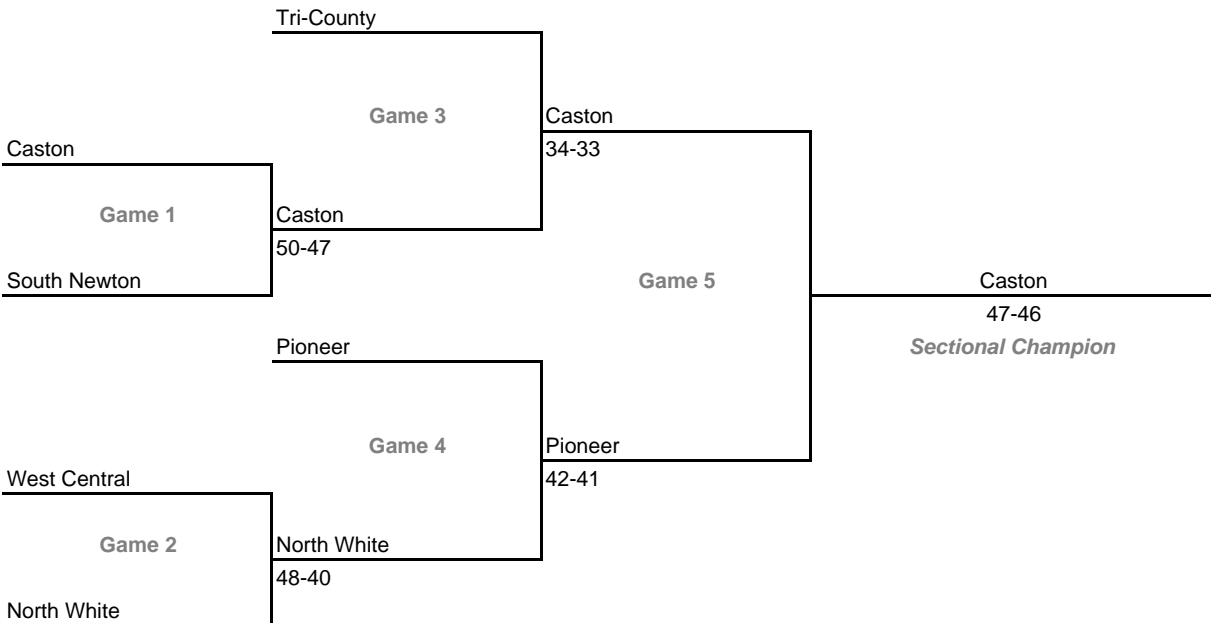 Tri-County
Game 3
Caston
Caston
34-33
Game 1
Caston
50-47
South Newton
Game 5
Caston
47-46
Pioneer
Sectional Champion
Game 4
Pioneer
West Central
42-41
Game 2
North White
48-40
North White